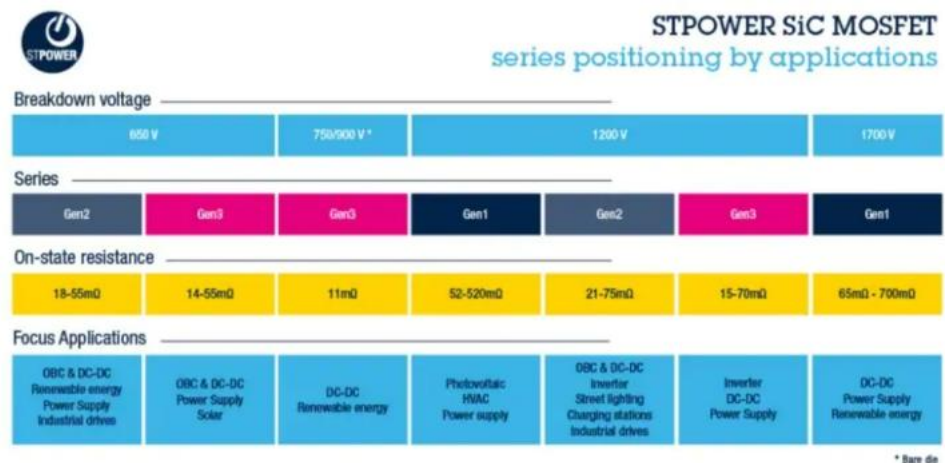 STPOWER
STPOWER SiC MOSFET
series positioning by applications
Breakdown voltage
650 V
750/900 V *
1200 V
1700 V
Series
Gen2
Gen3
Gen3
Gen1
Gen2
Gen3
Gen1
On-state resistance
18-55mΩ
14-55mΩ
11mΩ
52-520mΩ
21-75mΩ
15-70mΩ
65mΩ - 700mΩ
Focus Applications
OBC & DC-DC
Renewable energy
Power Supply
Industrial drives
OBC & DC-DC
Power Supply
Solar
DC-DC
Renewable energy
Photovoltaic
HVAC
Power supply
OBC & DC-DC
Inverter
Street lighting
Charging stations
Industrial drives
Inverter
DC-DC
Power Supply
DC-DC
Power Supply
Renewable energy
* Bare die